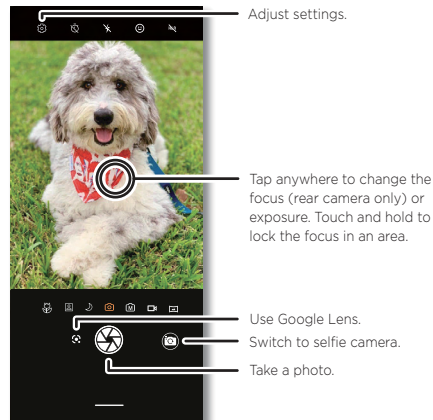 Adjust settings.
Tap anywhere to change the
focus (rear camera only) or
exposure. Touch and hold to
lock the focus in an area.
Use Google Lens.
Switch to selfie camera.
Take a photo.